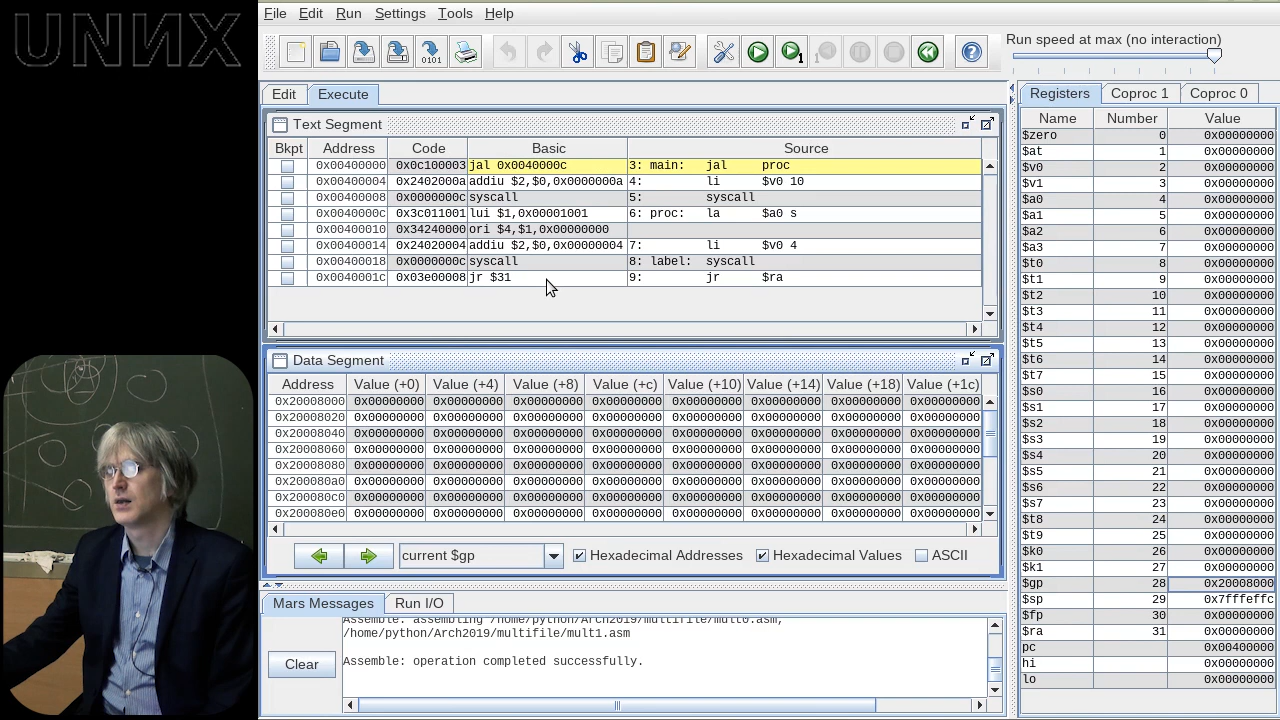 UNИX
File Edit Run Settings Tools Help
Run speed at max (no interaction)
Edit Execute
Text Segment
Bkpt Address Code Basic Source
0x00400000 0x0c100003 jal 0x0040000c 3: main: jal proc
0x00400004 0x2402000a addiu $2,$0,0x0000000a 4: li $v0 10
0x00400008 0x0000000c syscall 5: syscall
0x0040000c 0x3c011001 lui $1,0x00001001 6: proc: la $a0 s
0x00400010 0x34240000 ori $4,$1,0x00000000
0x00400014 0x24020004 addiu $2,$0,0x00000004 7: li $v0 4
0x00400018 0x0000000c syscall 8: label: syscall
0x0040001c 0x03e00008 jr $31 9: jr $ra
Data Segment
Address Value (+0) Value (+4) Value (+8) Value (+c) Value (+10) Value (+14) Value (+18) Value (+1c)
0x20008000 0x00000000 0x00000000 0x00000000 0x00000000 0x00000000 0x00000000 0x00000000 0x00000000
0x20008020 0x00000000 0x00000000 0x00000000 0x00000000 0x00000000 0x00000000 0x00000000 0x00000000
0x20008040 0x00000000 0x00000000 0x00000000 0x00000000 0x00000000 0x00000000 0x00000000 0x00000000
0x20008060 0x00000000 0x00000000 0x00000000 0x00000000 0x00000000 0x00000000 0x00000000 0x00000000
0x20008080 0x00000000 0x00000000 0x00000000 0x00000000 0x00000000 0x00000000 0x00000000 0x00000000
0x200080a0 0x00000000 0x00000000 0x00000000 0x00000000 0x00000000 0x00000000 0x00000000 0x00000000
0x200080c0 0x00000000 0x00000000 0x00000000 0x00000000 0x00000000 0x00000000 0x00000000 0x00000000
0x200080e0 0x00000000 0x00000000 0x00000000 0x00000000 0x00000000 0x00000000 0x00000000 0x00000000
current $gp Hexadecimal Addresses Hexadecimal Values ASCII
Mars Messages Run I/O
Assemble: assembling /home/python/Arch2019/multifile/mult0.asm,
/home/python/Arch2019/multifile/mult1.asm
Assemble: operation completed successfully.
Clear
Registers Coproc 1 Coproc 0
Name Number Value
$zero 0 0x00000000
$at 1 0x00000000
$v0 2 0x00000000
$v1 3 0x00000000
$a0 4 0x00000000
$a1 5 0x00000000
$a2 6 0x00000000
$a3 7 0x00000000
$t0 8 0x00000000
$t1 9 0x00000000
$t2 10 0x00000000
$t3 11 0x00000000
$t4 12 0x00000000
$t5 13 0x00000000
$t6 14 0x00000000
$t7 15 0x00000000
$s0 16 0x00000000
$s1 17 0x00000000
$s2 18 0x00000000
$s3 19 0x00000000
$s4 20 0x00000000
$s5 21 0x00000000
$s6 22 0x00000000
$s7 23 0x00000000
$t8 24 0x00000000
$t9 25 0x00000000
$k0 26 0x00000000
$k1 27 0x00000000
$gp 28 0x20008000
$sp 29 0x7fffeffc
$fp 30 0x00000000
$ra 31 0x00000000
pc 0x00400000
hi 0x00000000
lo 0x00000000